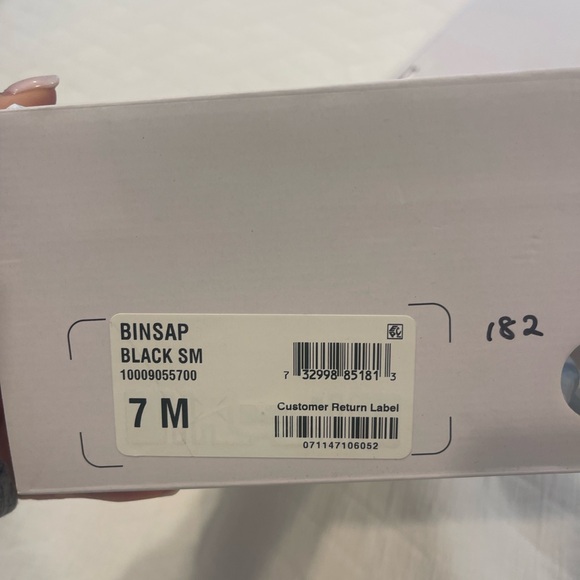 BINSAP
BLACK SM
10009055700
7 M
7 32998 85181 3
Customer Return Label
071147106052
182